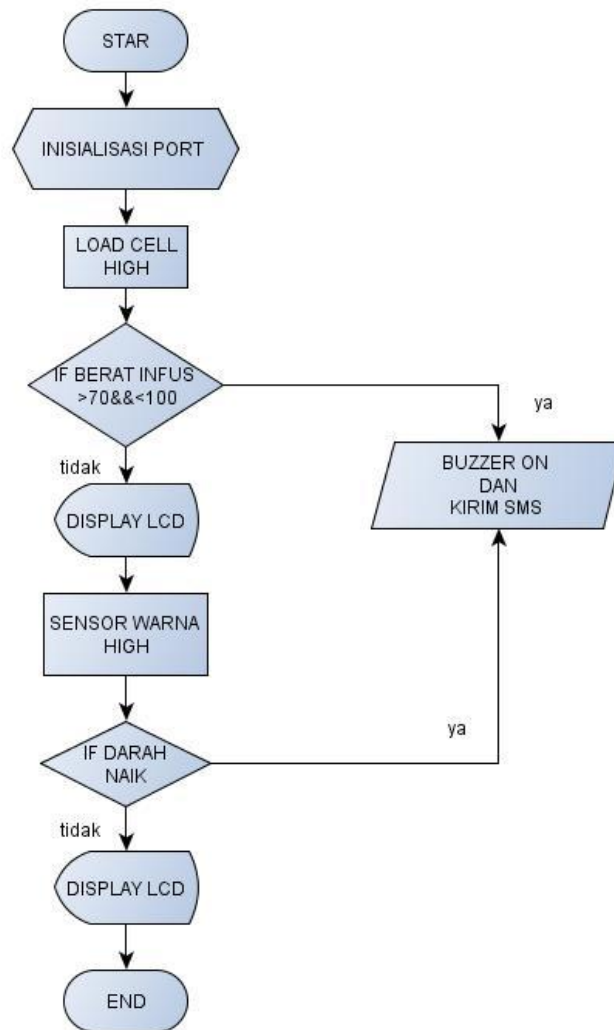 STAR
INISIALISASI PORT
LOAD CELL
HIGH
IF BERAT INFUS
>70&&<100
ya
tidak
BUZZER ON
DAN
KIRIM SMS
DISPLAY LCD
SENSOR WARNA
HIGH
IF DARAH
NAIK
ya
tidak
DISPLAY LCD
END